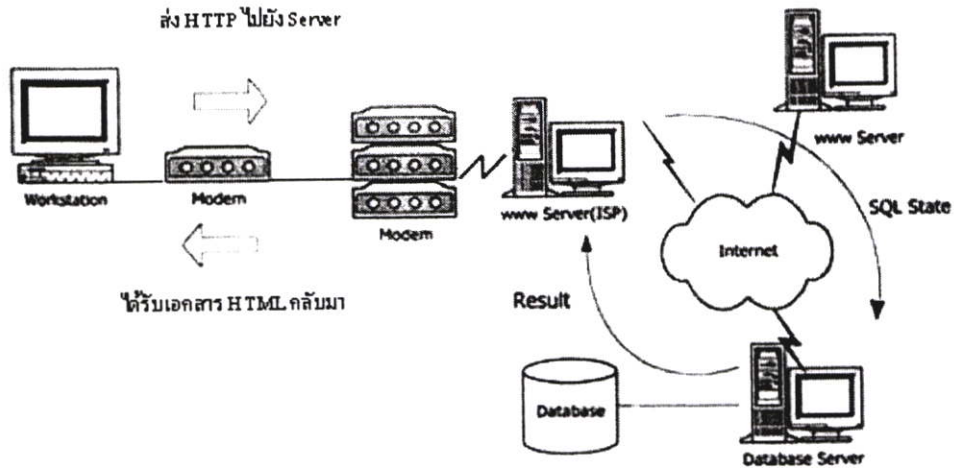 ส่ง HTTP ไปยัง Server
www Server
Workstation
Modem
Modem
www Server(ISP)
SQL State
Internet
ได้รับเอกสาร HTML กลับมา
Result
Database
Database Server